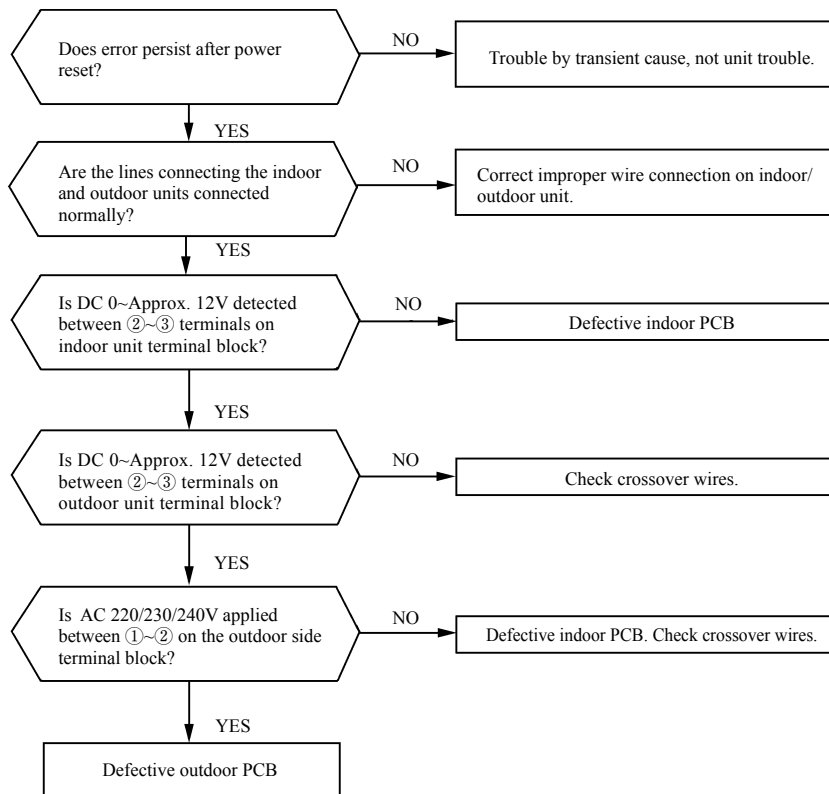 Does error persist after power
reset?
NO
Trouble by transient cause, not unit trouble.
YES
Are the lines connecting the indoor
and outdoor units connected
normally?
NO
Correct improper wire connection on indoor/
outdoor unit.
YES
Is DC 0~Approx. 12V detected
between ②~③ terminals on
indoor unit terminal block?
NO
Defective indoor PCB
YES
Is DC 0~Approx. 12V detected
between ②~③ terminals on
outdoor unit terminal block?
NO
Check crossover wires.
YES
Is AC 220/230/240V applied
between ①~② on the outdoor side
terminal block?
NO
Defective indoor PCB. Check crossover wires.
YES
Defective outdoor PCB